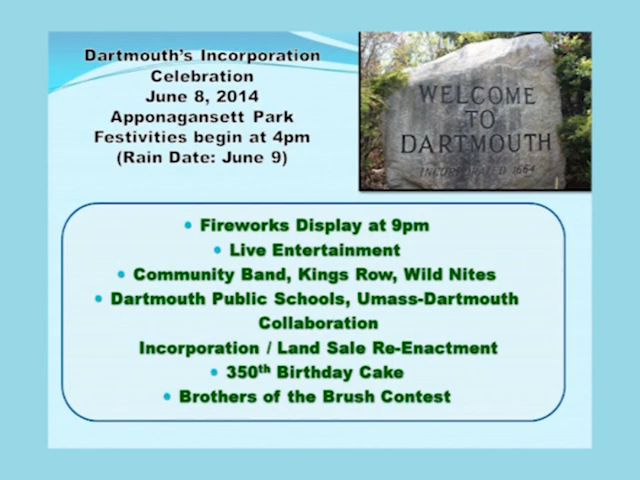 Dartmouth's Incorporation
Celebration
June 8, 2014
Apponagansett Park
Festivities begin at 4pm
(Rain Date: June 9)
WELCOME
TO
DARTMOUTH
INCORPORATED 1664
• Fireworks Display at 9pm
• Live Entertainment
• Community Band, Kings Row, Wild Nites
• Dartmouth Public Schools, Umass-Dartmouth
Collaboration
Incorporation / Land Sale Re-Enactment
• 350th Birthday Cake
• Brothers of the Brush Contest